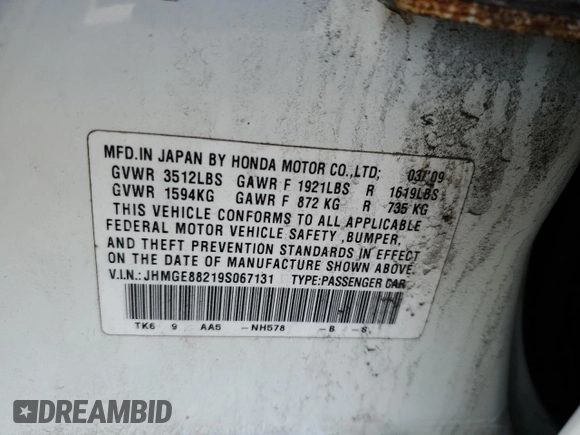 MFD.IN JAPAN BY HONDA MOTOR CO.,LTD; 03/'09
GVWR 3512LBS GAWR F 1921LBS R 1619LBS
GVWR 1594KG GAWR F 872 KG R 735 KG
THIS VEHICLE CONFORMS TO ALL APPLICABLE
FEDERAL MOTOR VEHICLE SAFETY ,BUMPER,
AND THEFT PREVENTION STANDARDS IN EFFECT
ON THE DATE OF MANUFACTURE SHOWN ABOVE.
V.I.N.: JHMGE88219S067131 TYPE:PASSENGER CAR
TK6 9 AA5 -NH578 -B -S
DREAMBID